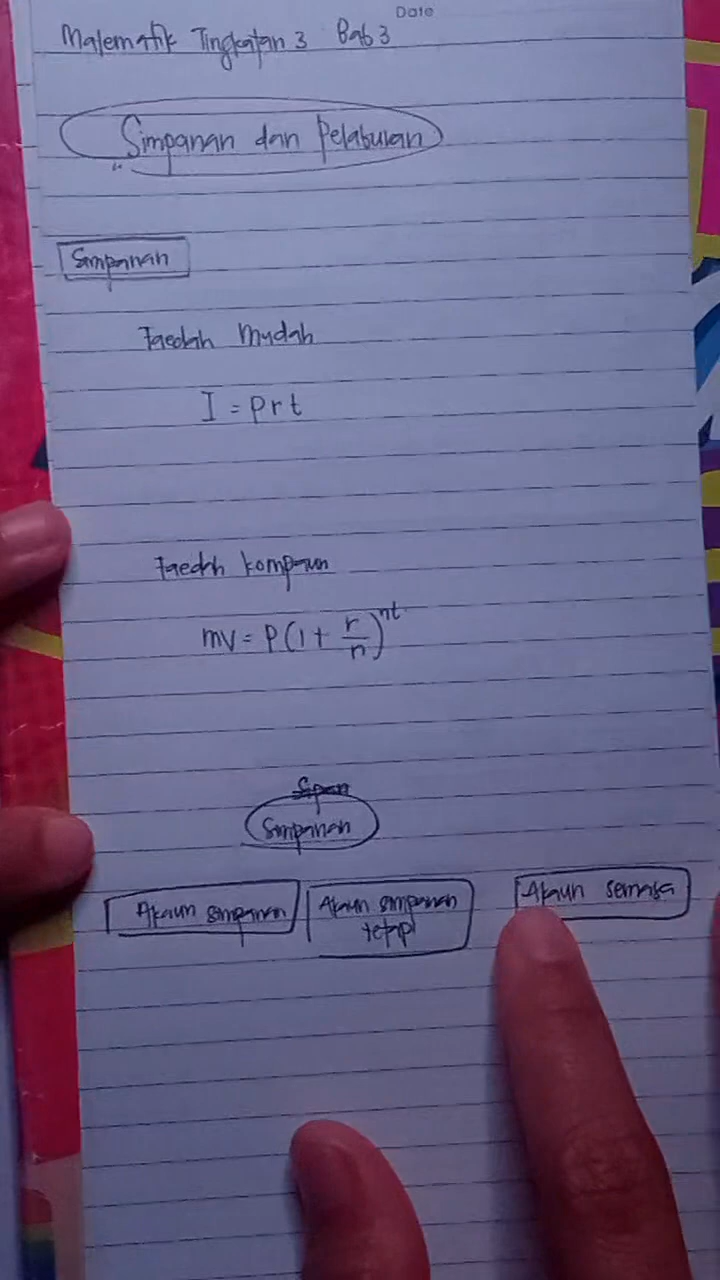 Date
Matematik Tingkatan 3 Bab 3
Simpanan dan Pelaburan
Simpanan
Faedah Mudah
I = prt
Faedah kompaun
mv = P(1 + r/n)^nt
Simpanan
Akaun simpanan
Akaun simpanan
tetap
Akaun semasa